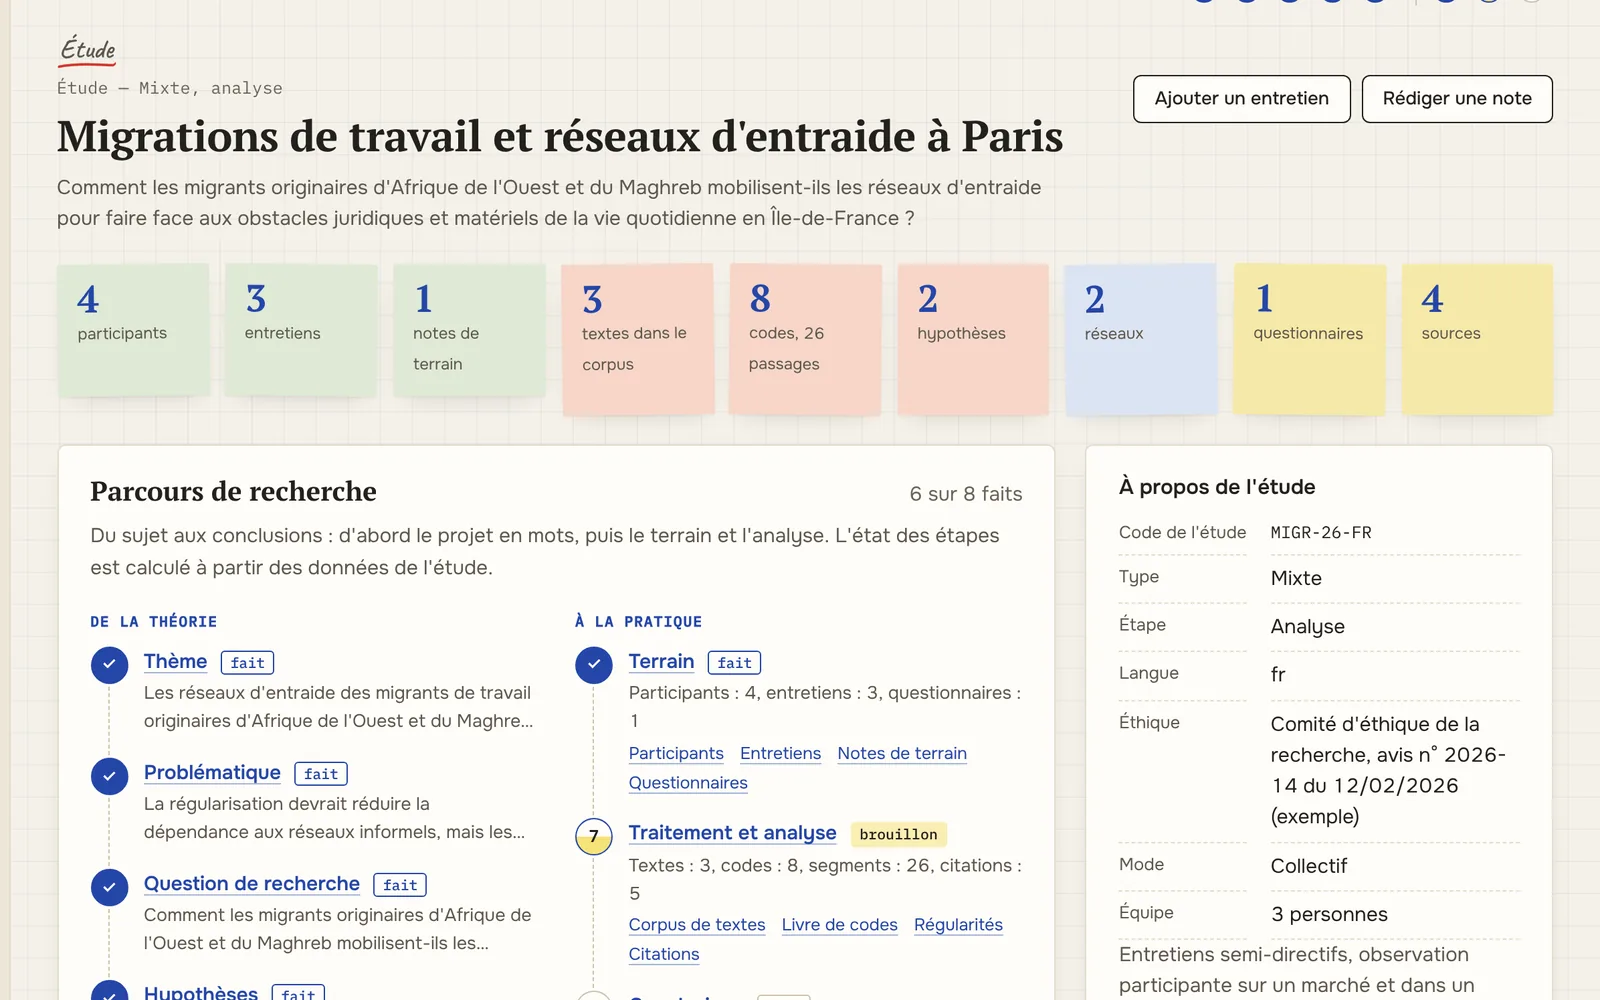 Étude
Étude — Mixte, analyse
Migrations de travail et réseaux d'entraide à Paris
Comment les migrants originaires d'Afrique de l'Ouest et du Maghreb mobilisent-ils les réseaux d'entraide
pour faire face aux obstacles juridiques et matériels de la vie quotidienne en Île-de-France ?
Ajouter un entretien
Rédiger une note
4
participants
3
entretiens
1
notes de
terrain
3
textes dans le
corpus
8
codes, 26
passages
2
hypothèses
2
réseaux
1
questionnaires
4
sources
Parcours de recherche
6 sur 8 faits
Du sujet aux conclusions : d'abord le projet en mots, puis le terrain et l'analyse. L'état des étapes
est calculé à partir des données de l'étude.
DE LA THÉORIE
Thème fait
Les réseaux d'entraide des migrants de travail
originaires d'Afrique de l'Ouest et du Maghre...
Problématique fait
La régularisation devrait réduire la
dépendance aux réseaux informels, mais les...
Question de recherche fait
Comment les migrants originaires d'Afrique de
l'Ouest et du Maghreb mobilisent-ils les...
Hypothèses fait
À LA PRATIQUE
Terrain fait
Participants : 4, entretiens : 3, questionnaires :
1
Participants Entretiens Notes de terrain
Questionnaires
7 Traitement et analyse brouillon
Textes : 3, codes : 8, segments : 26, citations :
5
Corpus de textes Livre de codes Régularités
Citations
À propos de l'étude
Code de l'étude MIGR-26-FR
Type Mixte
Étape Analyse
Langue fr
Éthique Comité d'éthique de la
recherche, avis n° 2026-
14 du 12/02/2026
(exemple)
Mode Collectif
Équipe 3 personnes
Entretiens semi-directifs, observation
participante sur un marché et dans un